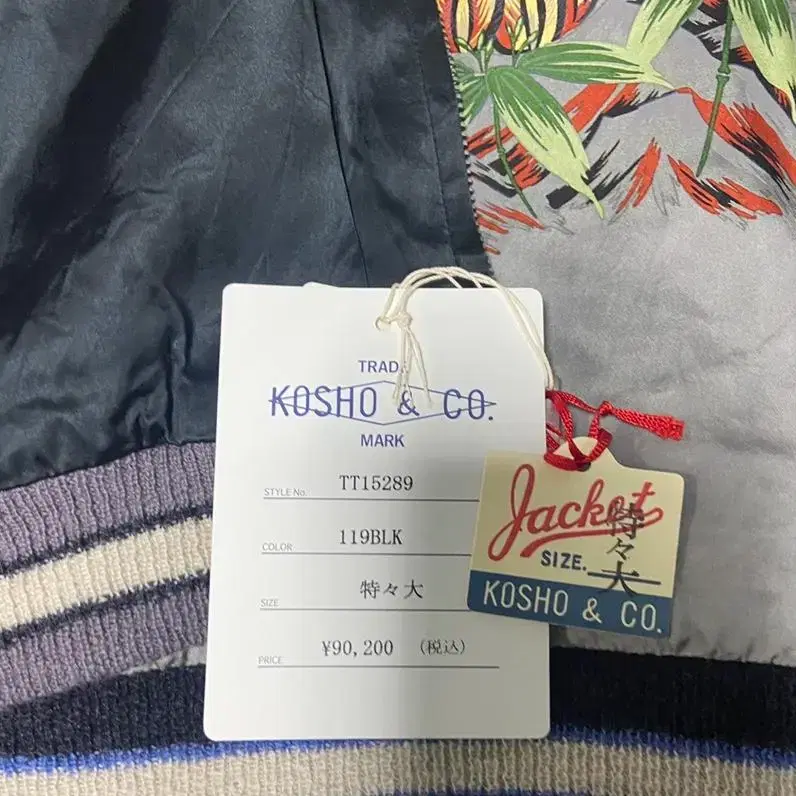 TRADE
KOSHO & CO.
MARK
STYLE No. TT15289
COLOR 119BLK
SIZE 特々大
PRICE ¥90,200 (税込)
Jacket
SIZE. 特々大
KOSHO & CO.